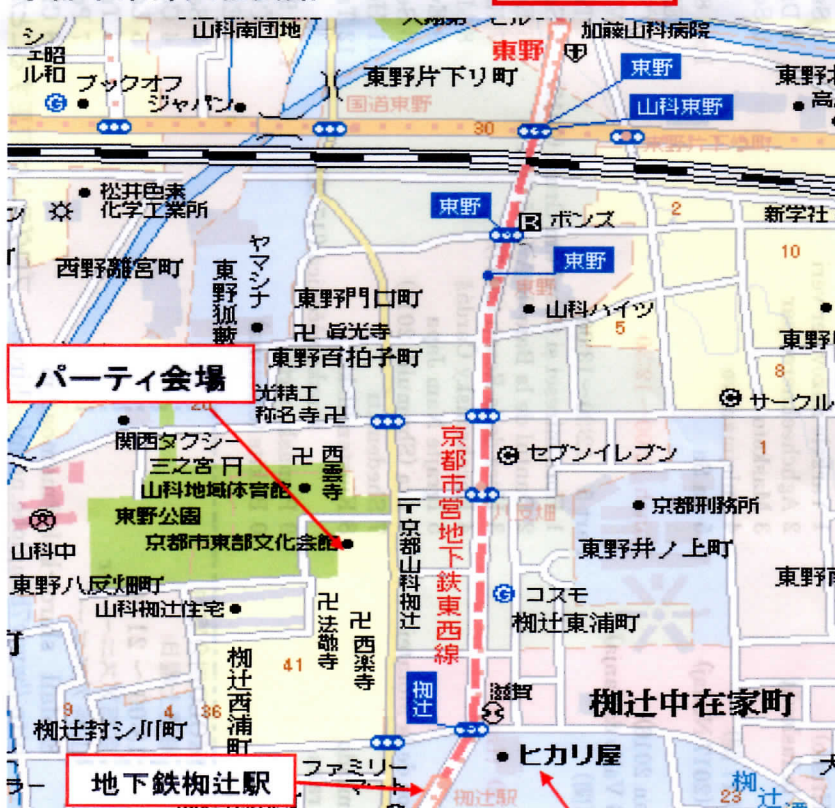 山科南団地
加藤山科病院
東野
シェル昭和
ブックオフ
ジャパン
東野片下り町
国道東野
東野
山科東野
30
松井色素
化学工業所
東野
ボンズ
2
新学社
西野離宮町
ヤマシナ
東野狐藪
東野門口町
東野
東野
10
眞光寺
山科ハイツ
5
東野百拍子町
8
パーティ会場
光精工
称名寺
サークル
関西タクシー
三之宮
西雲寺
セブンイレブン
1
山科地域体育館
東野公園
京都市東部文化会館
京都刑務所
山科中
東野井ノ上町
東野八反畑町
〒京都山科椥辻
京都市営地下鉄東西線
山科椥辻住宅
法敬寺
西楽寺
コスモ
椥辻東浦町
41
椥辻西浦町
滋賀
椥辻
椥辻中在家町
9
4
36
椥辻封シ川町
ファミリーマート
ヒカリ屋
地下鉄椥辻駅
椥辻駅
23
椥辻